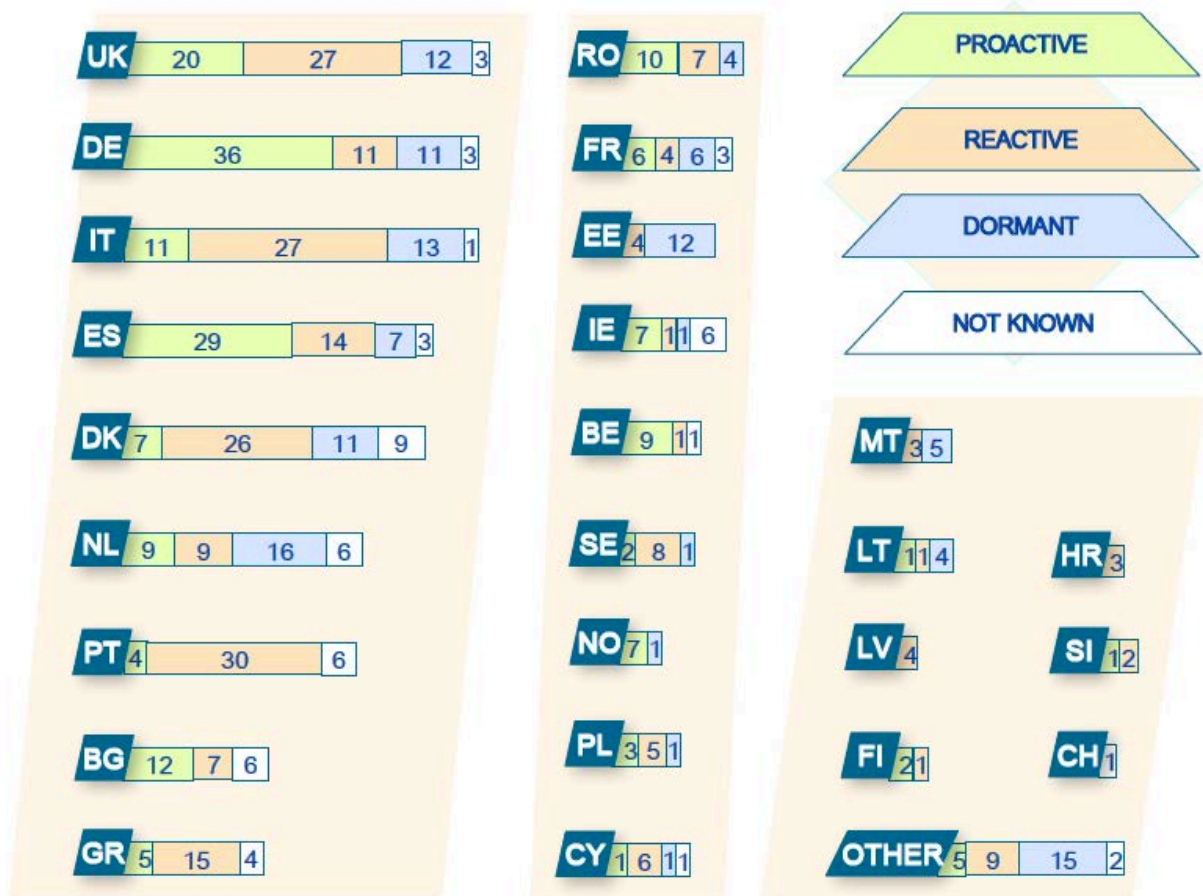 UK 20 27 12 3
DE 36 11 11 3
IT 11 27 13 1
ES 29 14 7 3
DK 7 26 11 9
NL 9 9 16 6
PT 4 30 6
BG 12 7 6
GR 5 15 4
RO 10 7 4
FR 6 4 6 3
EE 4 12
IE 7 1 1 6
BE 9 1 1
SE 2 8 1
NO 7 1
PL 3 5 1
CY 1 6 1 1
PROACTIVE
REACTIVE
DORMANT
NOT KNOWN
MT 3 5
LT 1 1 4
HR 3
LV 4
SI 1 2
FI 2 1
CH 1
OTHER 5 9 15 2